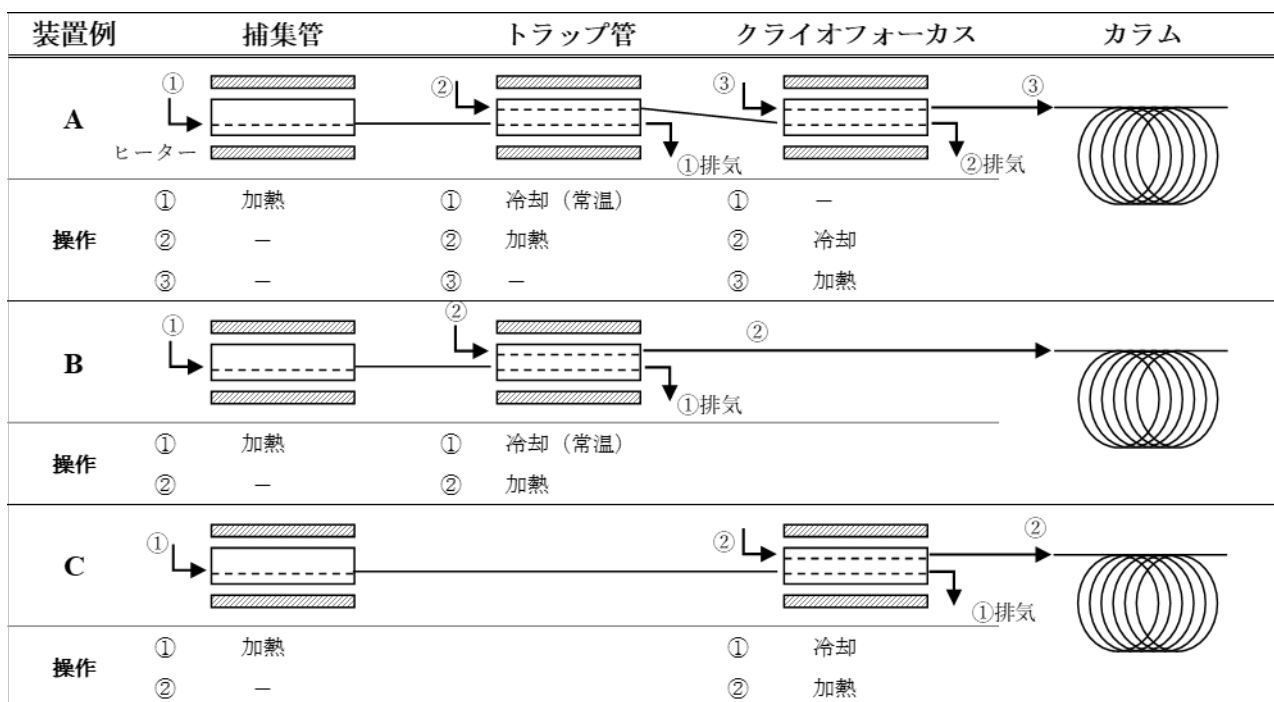 装置例 捕集管 トラップ管 クライオフォーカス カラム
① ② ③ ③
A
ヒーター ①排気 ②排気
① 加熱 ① 冷却（常温） ① －
操作 ② － ② 加熱 ② 冷却
③ － ③ － ③ 加熱
① ② ②
B
①排気
① 加熱 ① 冷却（常温）
操作
② － ② 加熱
① ② ②
C
①排気
① 加熱 ① 冷却
操作
② － ② 加熱